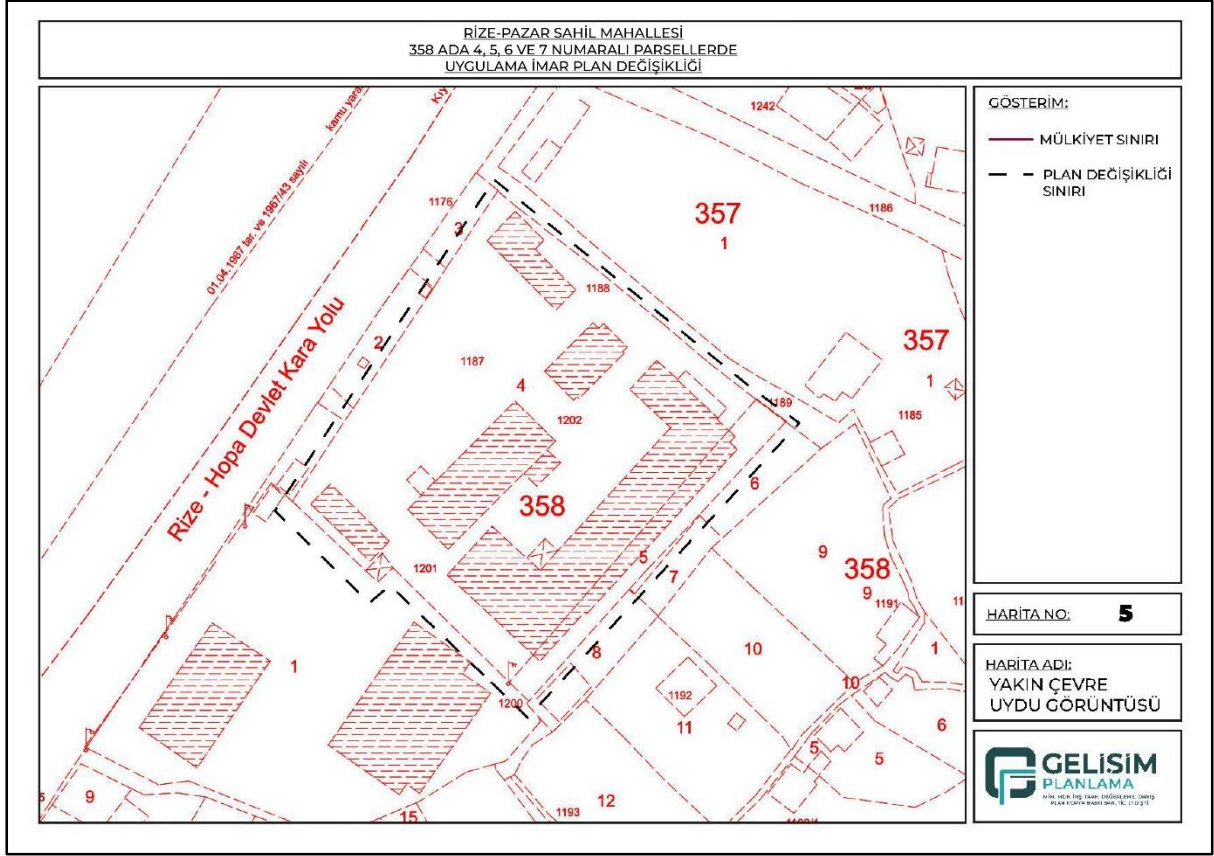 RİZE-PAZAR SAHİL MAHALLESİ
358 ADA 4, 5, 6 VE 7 NUMARALI PARSELLERDE
UYGULAMA İMAR PLAN DEĞİŞİKLİĞİ
GÖSTERİM:
MÜLKİYET SINIRI
PLAN DEĞİŞİKLİĞİ
SINIRI
HARİTA NO: 5
HARİTA ADI:
YAKIN ÇEVRE
UYDU GÖRÜNTÜSÜ
GELİSİM
PLANLAMA
01.04.1967 tar. ve 1967/43 sayılı
kamu yara
Kıy
Rize - Hopa Devlet Kara Yolu
1242
1176
3
357
1
1186
1188
2
1187
4
357
1
1189
1185
1202
6
358
5
9
358
1201
7
9
1191
11
1
8
10
1
1192
10
1200
11
6
5
5
9
12
1193
15